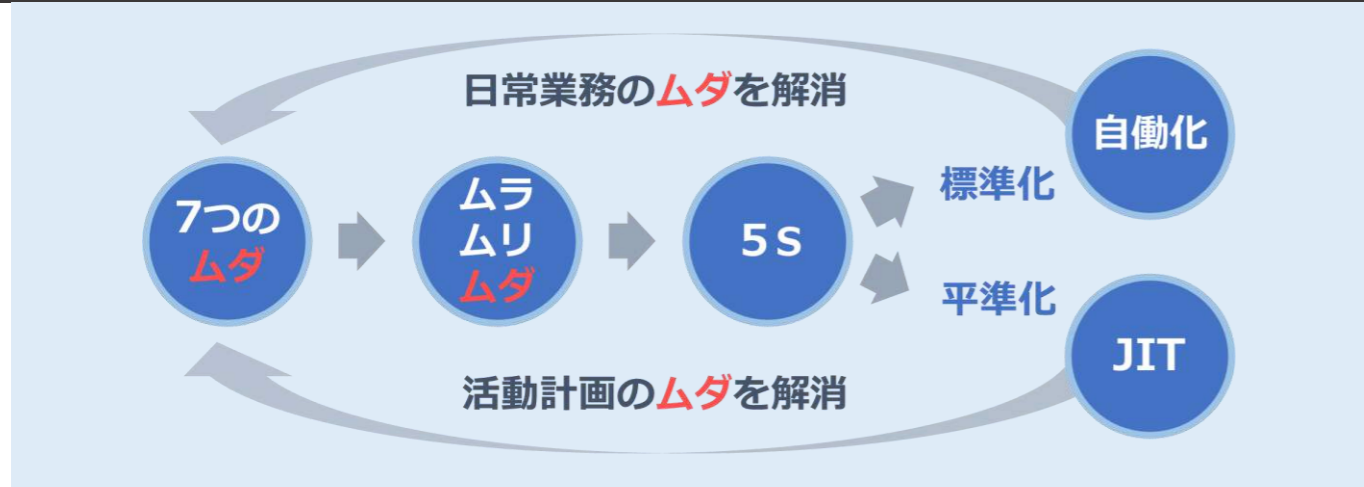 日常業務のムダを解消
自働化
標準化
7つの
ムダ
ムラ
ムリ
ムダ
5S
平準化
JIT
活動計画のムダを解消